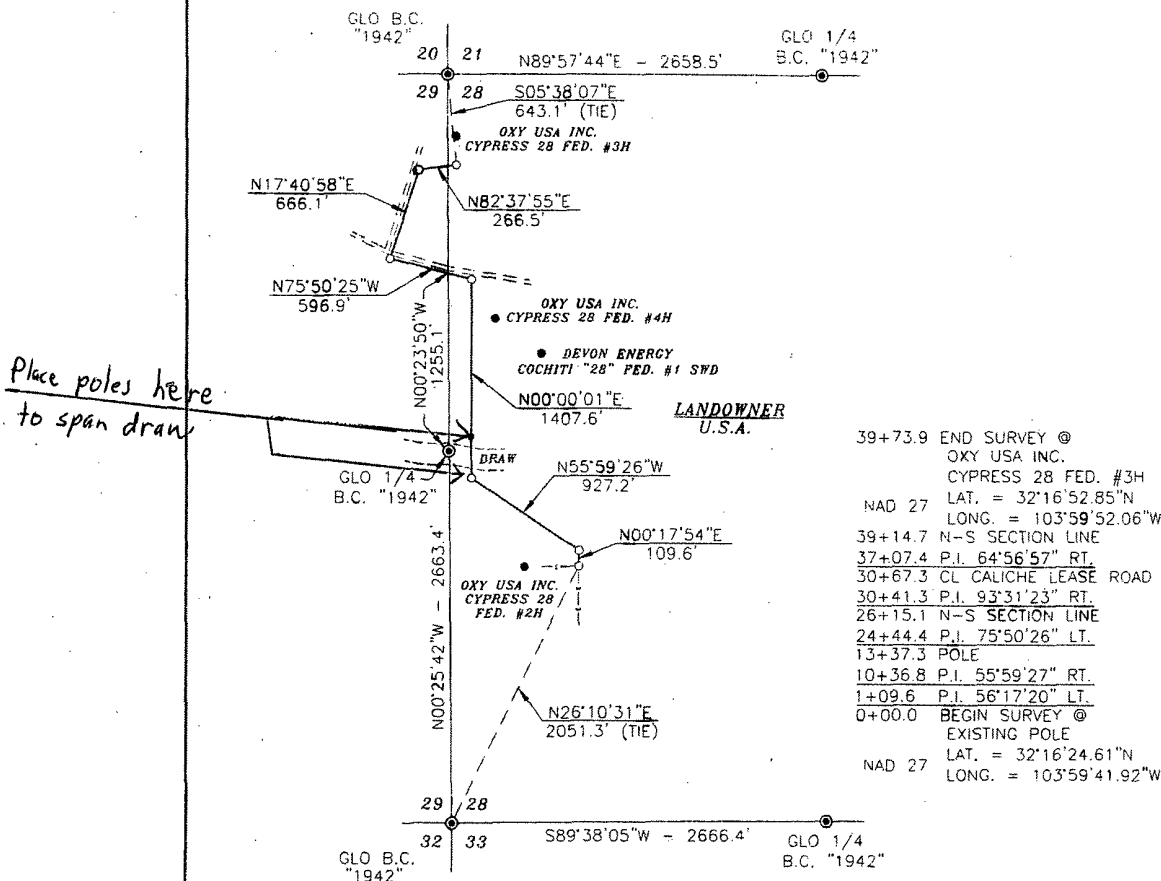 GLO B.C.
"1942"
20 21
N89°57'44"E - 2658.5'
GLO 1/4
B.C. "1942"
29 28
S05°38'07"E
643.1' (TIE)
OXY USA INC.
CYPRESS 28 FED. #3H
N17°40'58"E
666.1'
N82°37'55"E
266.5'
N75°50'25"W
596.9'
N00°23'50"W
1255.1'
OXY USA INC.
CYPRESS 28 FED. #4H
DEVON ENERGY
COCHITI "28" FED. #1 SWD
Place poles here
to span draw
N00°00'01"E
1407.6'
LANDOWNER
U.S.A.
DRAW
GLO 1/4
B.C. "1942"
N55°59'26"W
927.2'
N00°17'54"E
109.6'
OXY USA INC.
CYPRESS 28
FED. #2H
N00°25'42"W - 2663.4'
N26°10'31"E
2051.3' (TIE)
39+73.9 END SURVEY @
OXY USA INC.
CYPRESS 28 FED. #3H
NAD 27 LAT. = 32°16'52.85"N
LONG. = 103°59'52.06"W
39+14.7 N-S SECTION LINE
37+07.4 P.I. 64°56'57" RT.
30+67.3 CL CALICHE LEASE ROAD
30+41.3 P.I. 93°31'23" RT.
26+15.1 N-S SECTION LINE
24+44.4 P.I. 75°50'26" LT.
13+37.3 POLE
10+36.8 P.I. 55°59'27" RT.
1+09.6 P.I. 56°17'20" LT.
0+00.0 BEGIN SURVEY @
EXISTING POLE
NAD 27 LAT. = 32°16'24.61"N
LONG. = 103°59'41.92"W
29 28
32 33
S89°38'05"W - 2666.4'
GLO B.C.
"1942"
GLO 1/4
B.C. "1942"